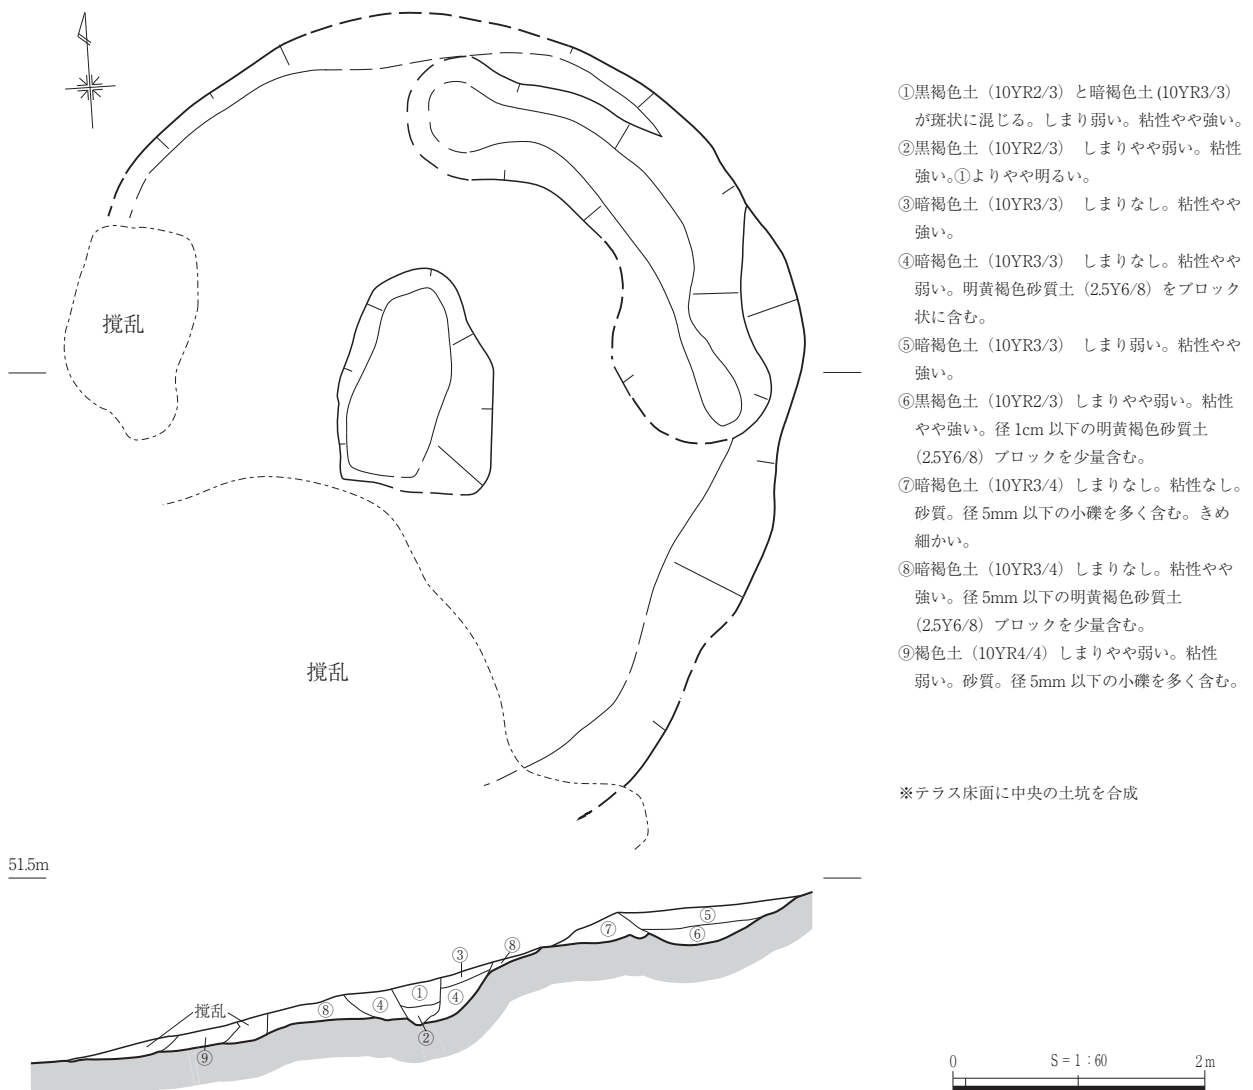 ①黒褐色土（10YR2/3）と暗褐色土(10YR3/3)
が斑状に混じる。しまり弱い。粘性やや強い。
②黒褐色土（10YR2/3）　しまりやや弱い。粘性
強い。①よりやや明るい。
③暗褐色土（10YR3/3）　しまりなし。粘性やや
強い。
④暗褐色土（10YR3/3）　しまりなし。粘性やや
弱い。明黄褐色砂質土（2.5Y6/8）をブロック
状に含む。
⑤暗褐色土（10YR3/3）　しまり弱い。粘性やや
強い。
⑥黒褐色土（10YR2/3）しまりやや弱い。粘性
やや強い。径 1cm 以下の明黄褐色砂質土
（2.5Y6/8）ブロックを少量含む。
⑦暗褐色土（10YR3/4）しまりなし。粘性なし。
砂質。径 5mm 以下の小礫を多く含む。きめ
細かい。
⑧暗褐色土（10YR3/4）しまりなし。粘性やや
強い。径 5mm 以下の明黄褐色砂質土
（2.5Y6/8）ブロックを少量含む。
⑨褐色土（10YR4/4）しまりやや弱い。粘性
弱い。砂質。径 5mm 以下の小礫を多く含む。
※テラス床面に中央の土坑を合成
撹乱
撹乱
51.5m
⑤
⑥
⑦
⑧
③
①
④
④
⑧
②
撹乱
⑨
0
S = 1 : 60
2 m